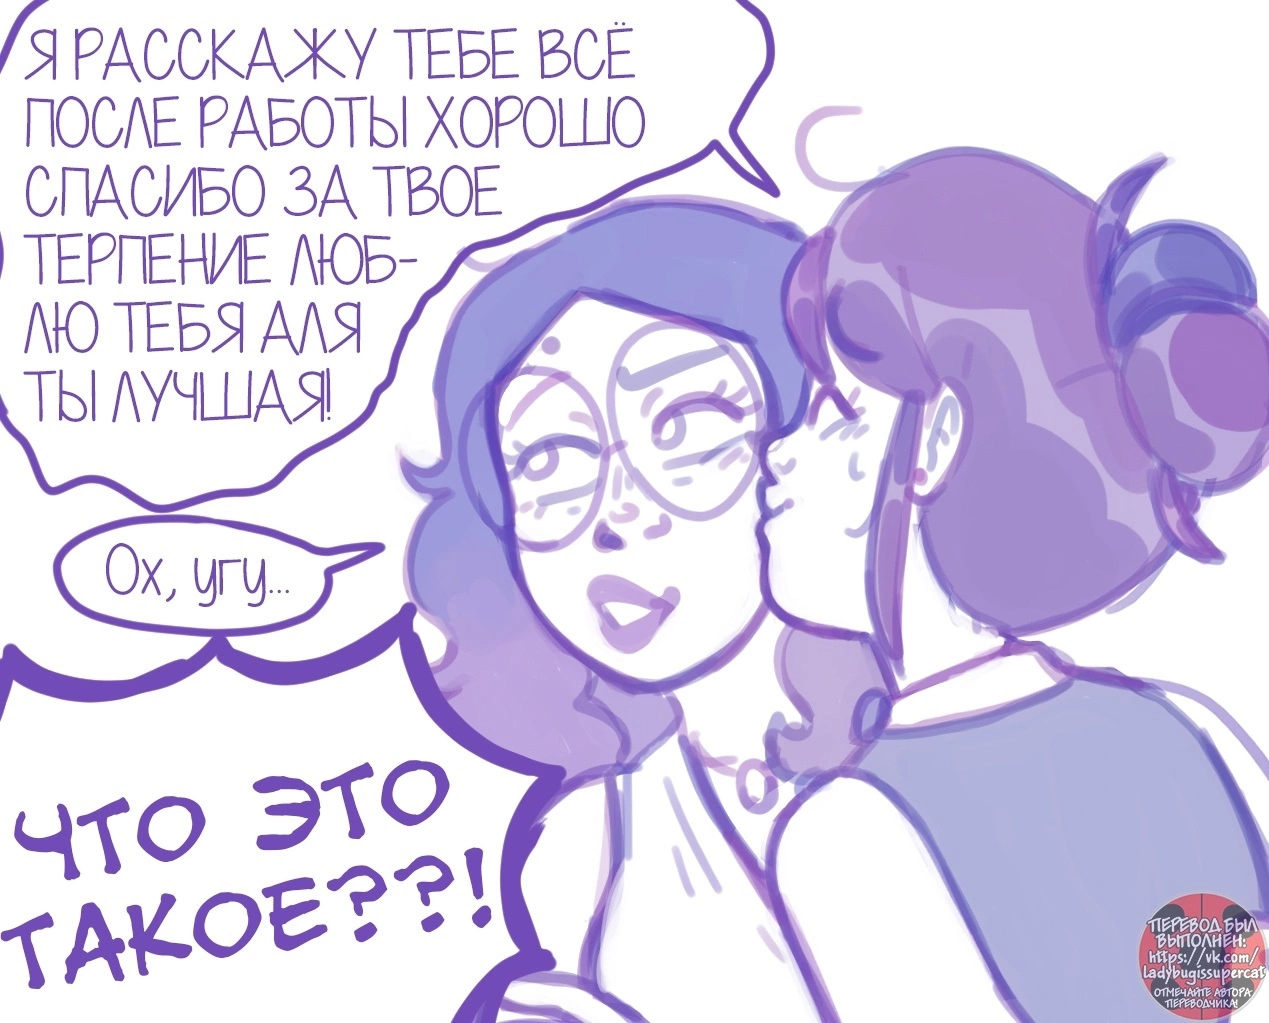 Я РАССКАЖУ ТЕБЕ ВСЁ
ПОСЛЕ РАБОТЫ ХОРОШО
СПАСИБО ЗА ТВОЕ
ТЕРПЕНИЕ ЛЮБ-
ЛЮ ТЕБЯ АЛЯ
ТЫ ЛУЧШАЯ!
Ох, угу...
ЧТО ЭТО
ТАКОЕ??!
ПЕРЕВОД БЫЛ
ВЫПОЛНЕН:
https://vk.com/
ladybugissupercat
ОТМЕЧАЙТЕ АВТОРА
ПЕРЕВОДЧИКА!